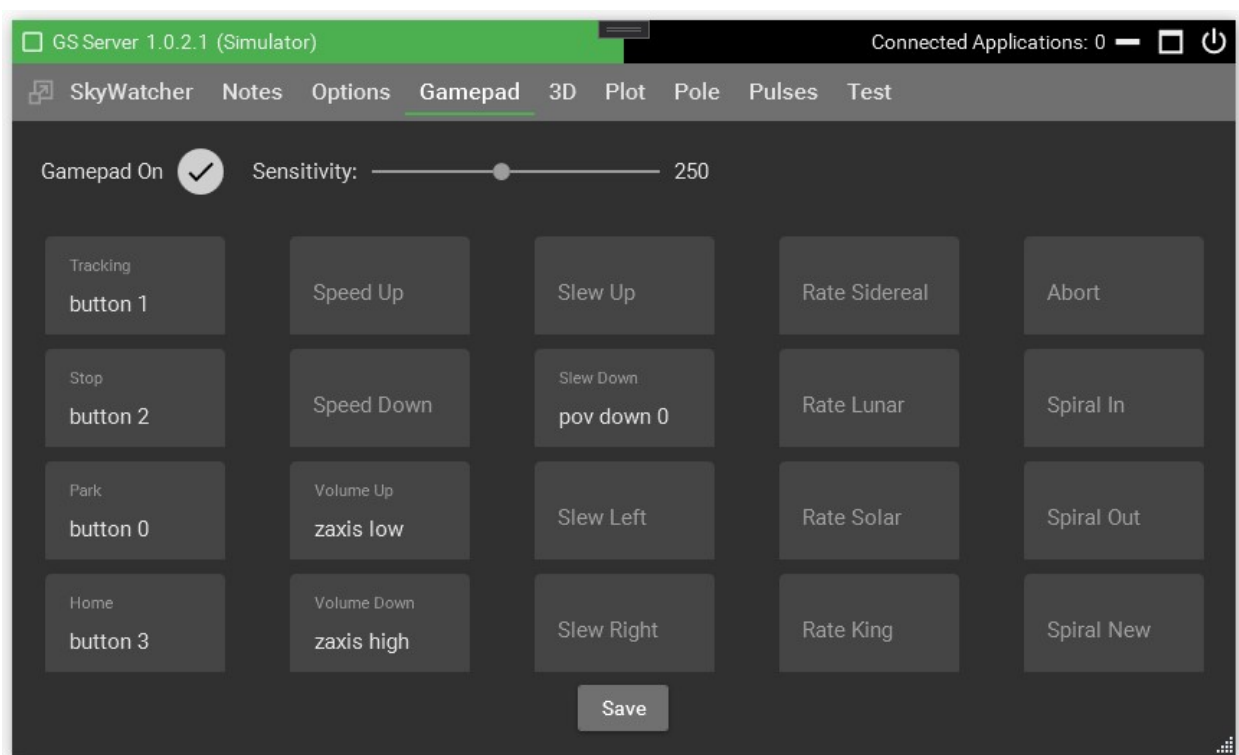 GS Server 1.0.2.1 (Simulator) Connected Applications: 0
SkyWatcher Notes Options Gamepad 3D Plot Pole Pulses Test
Gamepad On Sensitivity: 250
Tracking
button 1
Speed Up
Slew Up
Rate Sidereal
Abort
Stop
button 2
Speed Down
Slew Down
pov down 0
Rate Lunar
Spiral In
Park
button 0
Volume Up
zaxis low
Slew Left
Rate Solar
Spiral Out
Home
button 3
Volume Down
zaxis high
Slew Right
Rate King
Spiral New
Save